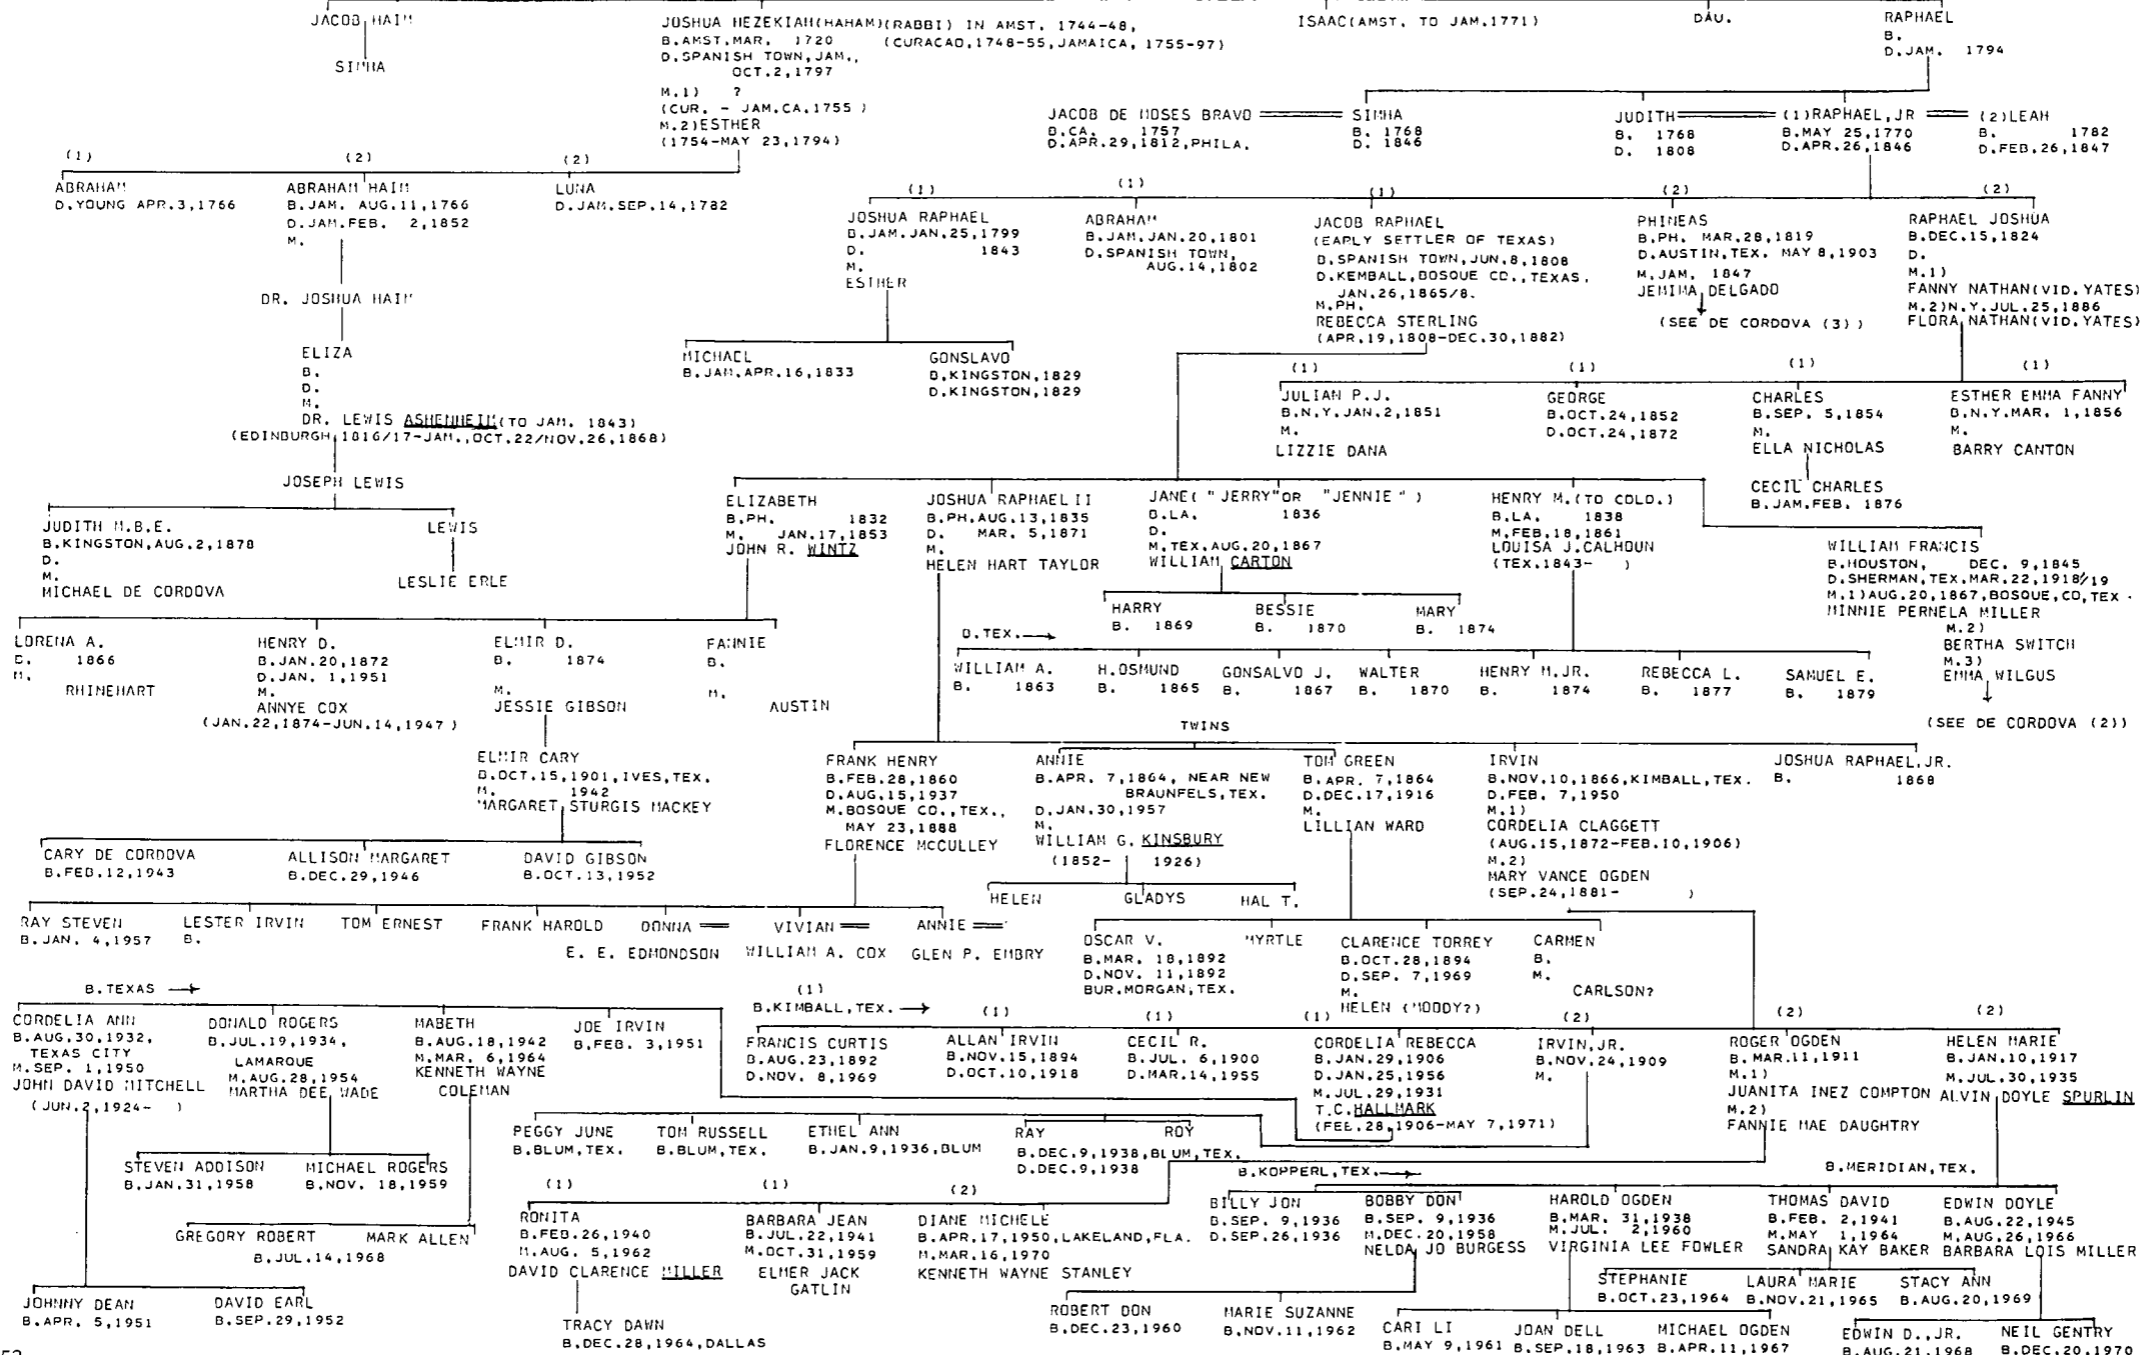 JACOB HAIM
SIMHA
JOSHUA HEZEKIAH(HAHAM)(RABBI) IN AMST. 1744-48,
B.AMST.MAR. 1720 (CURACAO,1748-55,JAMAICA, 1755-97)
D.SPANISH TOWN,JAM.,
OCT.2,1797
M.1) ?
(CUR. - JAM.CA.1755 )
M.2)ESTHER
(1754-MAY 23,1794)
ISAAC(AMST. TO JAM.1771)
DAU.
RAPHAEL
B.
D.JAM. 1794
JACOB DE MOSES BRAVO
B.CA. 1757
D.APR.29,1812,PHILA.
SIMHA
B. 1768
D. 1846
JUDITH
B. 1768
D. 1808
(1)RAPHAEL,JR
B.MAY 25,1770
D.APR.26,1846
(2)LEAH
B. 1782
D.FEB.26,1847
(1)
ABRAHAM
D.YOUNG APR.3,1766
(2)
ABRAHAM HAIM
B.JAM. AUG.11,1766
D.JAM.FEB. 2,1852
M.
(2)
LUNA
D.JAM.SEP.14,1782
DR. JOSHUA HAIM
ELIZA
B.
D.
M.
DR. LEWIS ASHENHEIM(TO JAM. 1843)
(EDINBURGH,1816/17-JAM.,OCT.22/NOV.26,1868)
JOSEPH LEWIS
JUDITH M.B.E.
B.KINGSTON,AUG.2,1878
D.
M.
MICHAEL DE CORDOVA
LEWIS
LESLIE ERLE
(1)
JOSHUA RAPHAEL
B.JAM.JAN.25,1799
D. 1843
M.
ESTHER
(1)
ABRAHAM
B.JAM.JAN.20,1801
D.SPANISH TOWN,
AUG.14,1802
(1)
JACOB RAPHAEL
(EARLY SETTLER OF TEXAS)
B.SPANISH TOWN,JUN.8,1808
D.KEMBALL,BOSQUE CO.,TEXAS,
JAN.26,1865/8.
M.PH.
REBECCA STERLING
(APR.19,1808-DEC.30,1882)
(2)
PHINEAS
B.PH. MAR.28,1819
D.AUSTIN,TEX. MAY 8,1903
M.JAM. 1847
JEMIMA DELGADO
(SEE DE CORDOVA (3) )
(2)
RAPHAEL JOSHUA
B.DEC.15,1824
D.
M.1)
FANNY NATHAN(VID.YATES)
M.2)N.Y.JUL.25,1886
FLORA NATHAN(VID.YATES)
MICHAEL
B.JAM.APR.16,1833
GONSLAVO
B.KINGSTON,1829
D.KINGSTON,1829
(1)
JULIAN P.J.
B.N.Y.JAN.2,1851
M.
LIZZIE DANA
(1)
GEORGE
B.OCT.24,1852
D.OCT.24,1872
(1)
CHARLES
B.SEP. 5,1854
M.
ELLA NICHOLAS
CECIL CHARLES
B.JAM.FEB. 1876
(1)
ESTHER EMMA FANNY
B.N.Y.MAR. 1,1856
M.
BARRY CANTON
ELIZABETH
B.PH. 1832
M. JAN.17,1853
JOHN R. WINTZ
JOSHUA RAPHAEL II
B.PH.AUG.13,1835
D. MAR. 5,1871
M.
HELEN HART TAYLOR
JANE( "JERRY"OR "JENNIE" )
B.LA. 1836
D.
M.TEX.AUG.20,1867
WILLIAM CARTON
HENRY M.(TO COLO.)
B.LA. 1838
M.FEB.18,1861
LOUISA J.CALHOUN
(TEX.1843- )
WILLIAM FRANCIS
B.HOUSTON, DEC. 9,1845
D.SHERMAN,TEX.MAR.22,1918/19
M.1)AUG.20,1867,BOSQUE,CO,TEX.
MINNIE PERNELA MILLER
M.2)
BERTHA SWITCH
M.3)
EMMA WILGUS
(SEE DE CORDOVA (2))
HARRY
B. 1869
BESSIE
B. 1870
MARY
B. 1874
LORENA A.
B. 1866
M.
RHINEHART
HENRY D.
B.JAN.20,1872
D.JAN. 1,1951
M.
ANNYE COX
(JAN.22,1874-JUN.14,1947 )
ELMIR D.
B. 1874
M.
JESSIE GIBSON
FANNIE
B.
M.
AUSTIN
B.TEX.
WILLIAM A.
B. 1863
H.OSMUND
B. 1865
GONSALVO J.
B. 1867
WALTER
B. 1870
HENRY M.JR.
B. 1874
REBECCA L.
B. 1877
SAMUEL E.
B. 1879
ELMIR CARY
B.OCT.15,1901,IVES,TEX.
M. 1942
MARGARET STURGIS MACKEY
TWINS
FRANK HENRY
B.FEB.28,1860
D.AUG.15,1937
M.BOSQUE CO.,TEX.,
MAY 23,1888
FLORENCE MCCULLEY
ANNIE
B.APR. 7,1864, NEAR NEW
BRAUNFELS,TEX.
D.JAN.30,1957
M.
WILLIAM G. KINSBURY
(1852- 1926)
TOM GREEN
B.APR. 7,1864
D.DEC.17,1916
M.
LILLIAN WARD
IRVIN
B.NOV.10,1866,KIMBALL,TEX.
D.FEB. 7,1950
M.1)
CORDELIA CLAGGETT
(AUG.15,1872-FEB.10,1906)
M.2)
MARY VANCE OGDEN
(SEP.24,1881- )
JOSHUA RAPHAEL,JR.
B. 1868
CARY DE CORDOVA
B.FEB.12,1943
ALLISON MARGARET
B.DEC.29,1946
DAVID GIBSON
B.OCT.13,1952
HELEN
GLADYS
HAL T.
RAY STEVEN
B.JAN. 4,1957
LESTER IRVIN
B.
TOM ERNEST
FRANK HAROLD
DONNA
E. E. EDMONDSON
VIVIAN
WILLIAM A. COX
ANNIE
GLEN P. EMBRY
OSCAR V.
B.MAR. 18,1892
D.NOV. 11,1892
BUR.MORGAN,TEX.
MYRTLE
CLARENCE TORREY
B.OCT.28,1894
D.SEP. 7,1969
M.
HELEN (MOODY?)
CARMEN
B.
M.
CARLSON?
B.TEXAS
CORDELIA ANN
B.AUG.30,1932,
TEXAS CITY
M.SEP. 1,1950
JOHN DAVID MITCHELL
(JUN.2,1924- )
DONALD ROGERS
B.JUL.19,1934,
LAMARQUE
M.AUG.28,1954
MARTHA DEE WADE
MABETH
B.AUG.18,1942
M.MAR. 6,1964
KENNETH WAYNE
COLEMAN
JOE IRVIN
B.FEB. 3,1951
(1)
B.KIMBALL,TEX.
FRANCIS CURTIS
B.AUG.23,1892
D.NOV. 8,1969
(1)
ALLAN IRVIN
B.NOV.15,1894
D.OCT.10,1918
(1)
CECIL R.
B.JUL. 6,1900
D.MAR.14,1955
(1)
CORDELIA REBECCA
B.JAN.29,1906
D.JAN.25,1956
M.JUL.29,1931
T.C.HALLMARK
(FEB.28,1906-MAY 7,1971)
(2)
IRVIN,JR.
B.NOV.24,1909
M.
(2)
ROGER OGDEN
B.MAR.11,1911
M.1)
JUANITA INEZ COMPTON
M.2)
FANNIE MAE DAUGHTRY
(2)
HELEN MARIE
B.JAN.10,1917
M.JUL.30,1935
ALVIN DOYLE SPURLIN
PEGGY JUNE
B.BLUM,TEX.
TOM RUSSELL
B.BLUM,TEX.
ETHEL ANN
B.JAN.9,1936,BLUM
RAY ROY
B.DEC.9,1938,BLUM,TEX.
D.DEC.9,1938
STEVEN ADDISON
B.JAN.31,1958
MICHAEL ROGERS
B.NOV. 18,1959
GREGORY ROBERT MARK ALLEN
B.JUL.14,1968
(1)
RONITA
B.FEB.26,1940
M.AUG. 5,1962
DAVID CLARENCE MILLER
(1)
BARBARA JEAN
B.JUL.22,1941
M.OCT.31,1959
ELMER JACK
GATLIN
(2)
DIANE MICHELE
B.APR.17,1950,LAKELAND,FLA.
M.MAR.16,1970
KENNETH WAYNE STANLEY
B.KOPPERL,TEX.
B.MERIDIAN,TEX.
BILLY JON
B.SEP. 9,1936
D.SEP.26,1936
BOBBY DON
B.SEP. 9,1936
M.DEC.20,1958
NELDA JO BURGESS
HAROLD OGDEN
B.MAR. 31,1938
M.JUL. 2,1960
VIRGINIA LEE FOWLER
THOMAS DAVID
B.FEB. 2,1941
M.MAY 1,1964
SANDRA KAY BAKER
EDWIN DOYLE
B.AUG.22,1945
M.AUG.26,1966
BARBARA LOIS MILLER
JOHNNY DEAN
B.APR. 5,1951
DAVID EARL
B.SEP.29,1952
TRACY DAWN
B.DEC.28,1964,DALLAS
ROBERT DON
B.DEC.23,1960
MARIE SUZANNE
B.NOV.11,1962
STEPHANIE
B.OCT.23,1964
LAURA MARIE
B.NOV.21,1965
STACY ANN
B.AUG.20,1969
CARI LI
B.MAY 9,1961
JOAN DELL
B.SEP.18,1963
MICHAEL OGDEN
B.APR.11,1967
EDWIN D.,JR.
B.AUG.21,1968
NEIL GENTRY
B.DEC.20,1970